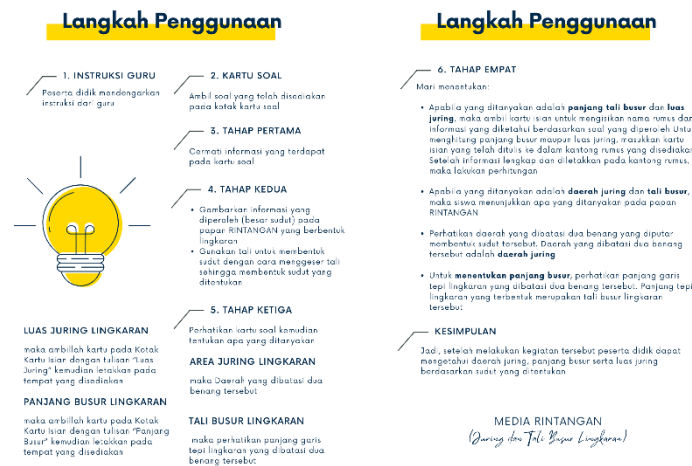 Langkah Penggunaan
1. INSTRUKSI GURU
Peserta didik mendengarkan
instruksi dari guru
2. KARTU SOAL
Ambil soal yang telah disediakan
pada kotak kartu soal
3. TAHAP PERTAMA
Cermati informasi yang terdapat
pada kartu soal
4. TAHAP KEDUA
• Gambarkan informasi yang
diperoleh (besar sudut) pada
papan RINTANGAN yang berbentuk
lingkaran
• Gunakan tali untuk membentuk
sudut dengan cara menggeser tali
sehingga membentuk sudut yang
ditentukan
5. TAHAP KETIGA
Perhatikan kartu soal kemudian
tentukan apa yang ditanyakan
LUAS JURING LINGKARAN
maka ambillah kartu pada Kotak
Kartu Isian dengan tulisan "Luas
Juring" kemudian letakkan pada
tempat yang disediakan
PANJANG BUSUR LINGKARAN
maka ambillah kartu pada Kotak
Kartu Isian dengan tulisan "Panjang
Busur" kemudian letakkan pada
tempat yang disediakan
AREA JURING LINGKARAN
maka Daerah yang dibatasi dua
benang tersebut
TALI BUSUR LINGKARAN
maka perhatikan panjang garis
tepi lingkaran yang dibatasi dua
benang tersebut
Langkah Penggunaan
6. TAHAP EMPAT
Mari menentukan:
• Apabila yang ditanyakan adalah panjang tali busur dan luas
juring, maka ambil kartu isian untuk mengisikan nama rumus dan
informasi yang diketahui berdasarkan soal yang diperoleh Untu
menghitung panjang busur maupun luas juring, masukkan kartu
isian yang telah ditulis ke dalam kantong rumus yang disediakan
Setelah informasi lengkap dan diletakkan pada kantong rumus,
maka lakukan perhitungan
• Apabila yang ditanyakan adalah daerah juring dan tali busur,
maka siswa menunjukkan apa yang ditanyakan pada papan
RINTANGAN
• Perhatikan daerah yang dibatasi dua benang yang diputar
membentuk sudut tersebut. Daerah yang dibatasi dua benang
tersebut adalah daerah juring
• Untuk menentukan panjang busur, perhatikan panjang garis
tepi lingkaran yang dibatasi dua benang tersebut. Panjang tepi
lingkaran yang terbentuk merupakan tali busur lingkaran
tersebut
KESIMPULAN
Jadi, setelah melakukan kegiatan tersebut peserta didik dapat
mengetahui daerah juring, panjang busur serta luas juring
berdasarkan sudut yang ditentukan
MEDIA RINTANGAN
(Juring dan Tali Busur Lingkaran)